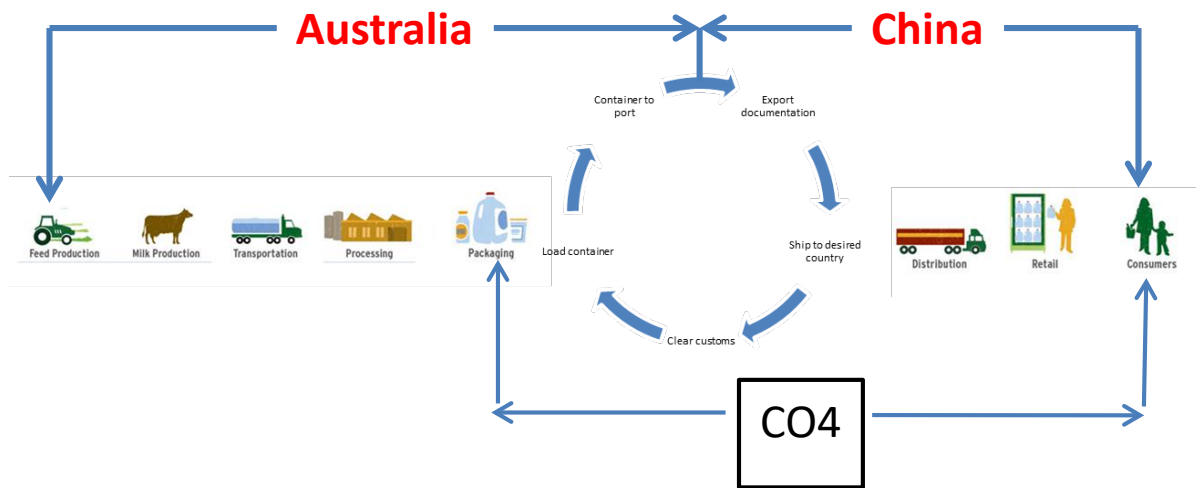 Australia
China
Container to
port
Export
documentation
Feed Production
Milk Production
Transportation
Processing
Packaging
Load container
Ship to desired
country
Distribution
Retail
Consumers
Clear customs
CO4